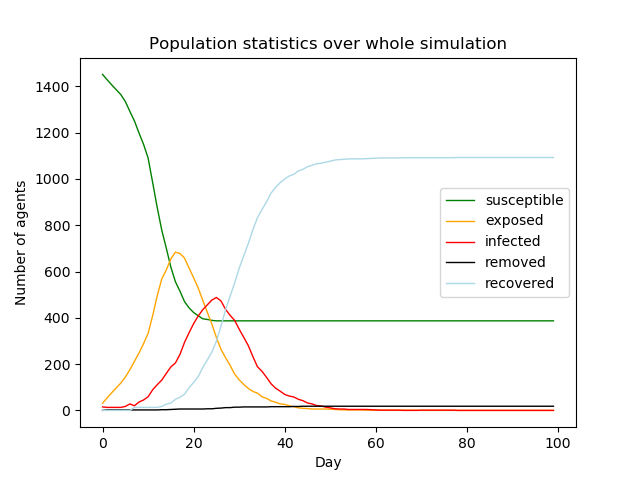 Population statistics over whole simulation
Number of agents
1400
1200
1000
800
600
400
200
0
susceptible
exposed
infected
removed
recovered
0 20 40 60 80 100
Day